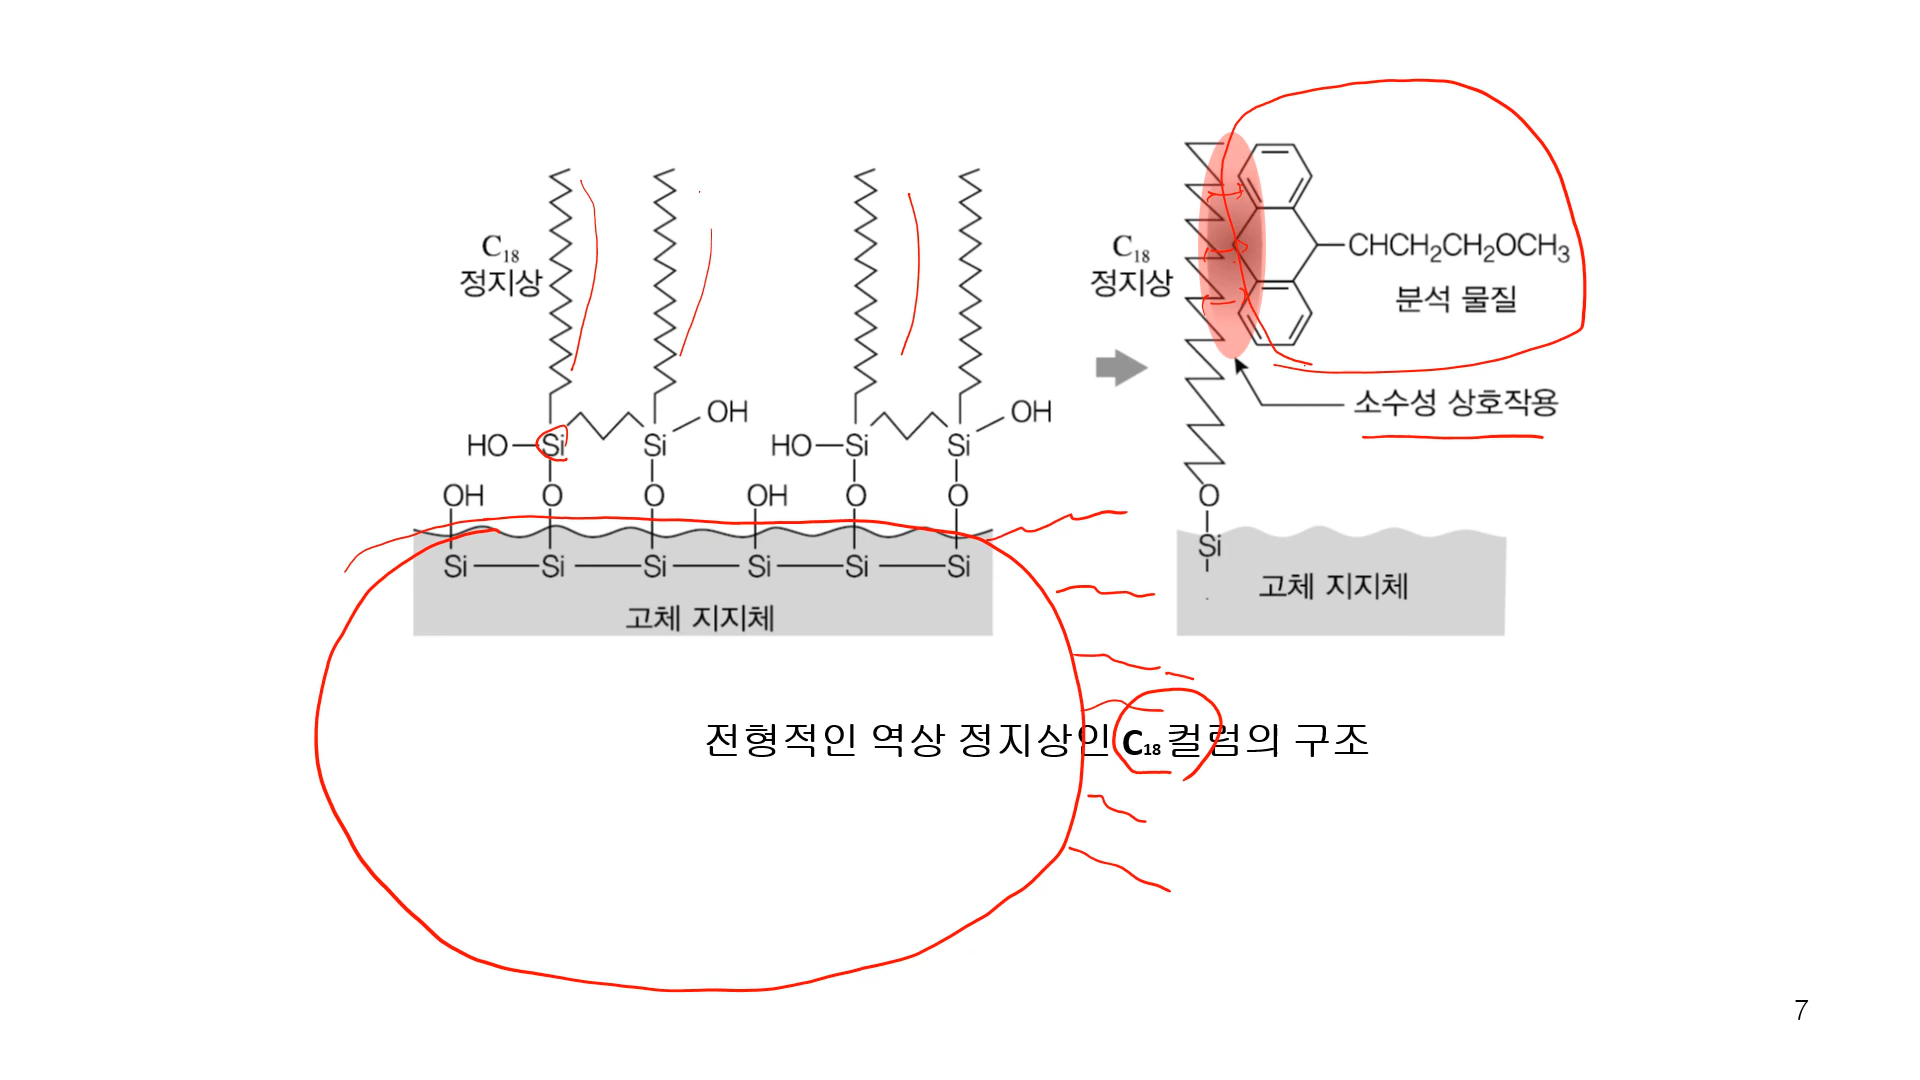 C₁₈
정지상
HO Si Si OH HO Si Si OH
OH O O OH O O
Si Si Si Si Si Si
고체 지지체
C₁₈
정지상
CHCH₂CH₂OCH₃
분석 물질
소수성 상호작용
O
Si
고체 지지체
전형적인 역상 정지상인 C₁₈ 컬럼의 구조
7